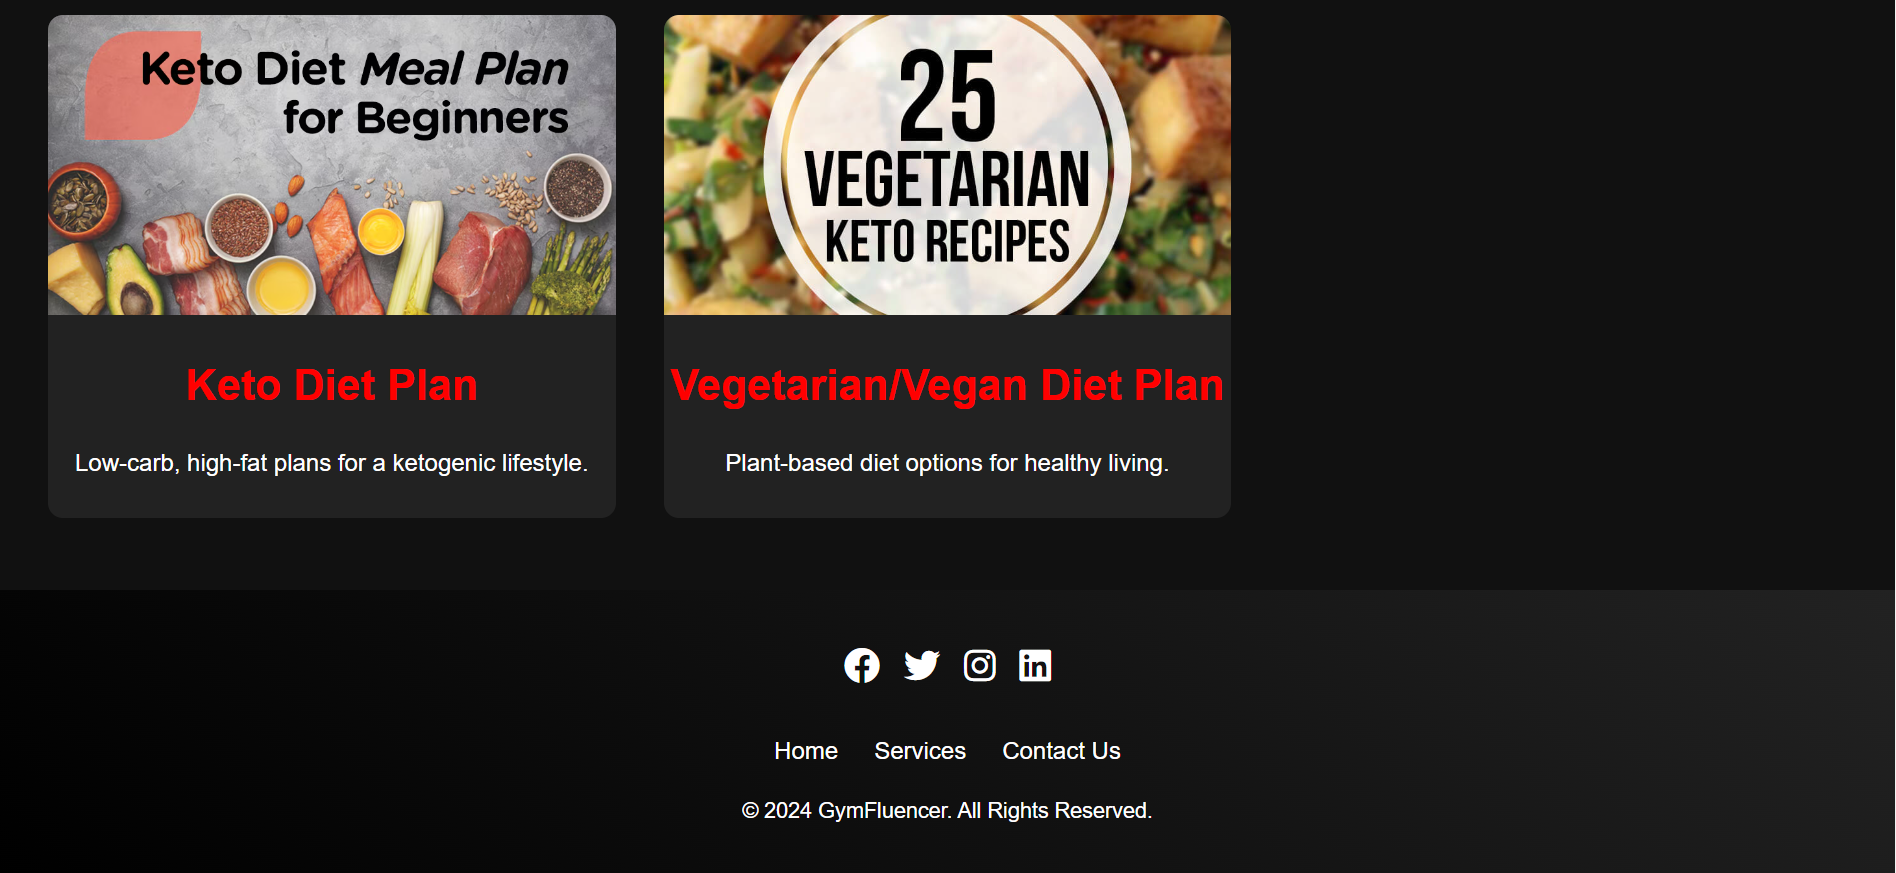 Keto Diet Meal Plan
for Beginners
25
VEGETARIAN
KETO RECIPES
Keto Diet Plan
Vegetarian/Vegan Diet Plan
Low-carb, high-fat plans for a ketogenic lifestyle.
Plant-based diet options for healthy living.
Home Services Contact Us
© 2024 GymFluencer. All Rights Reserved.